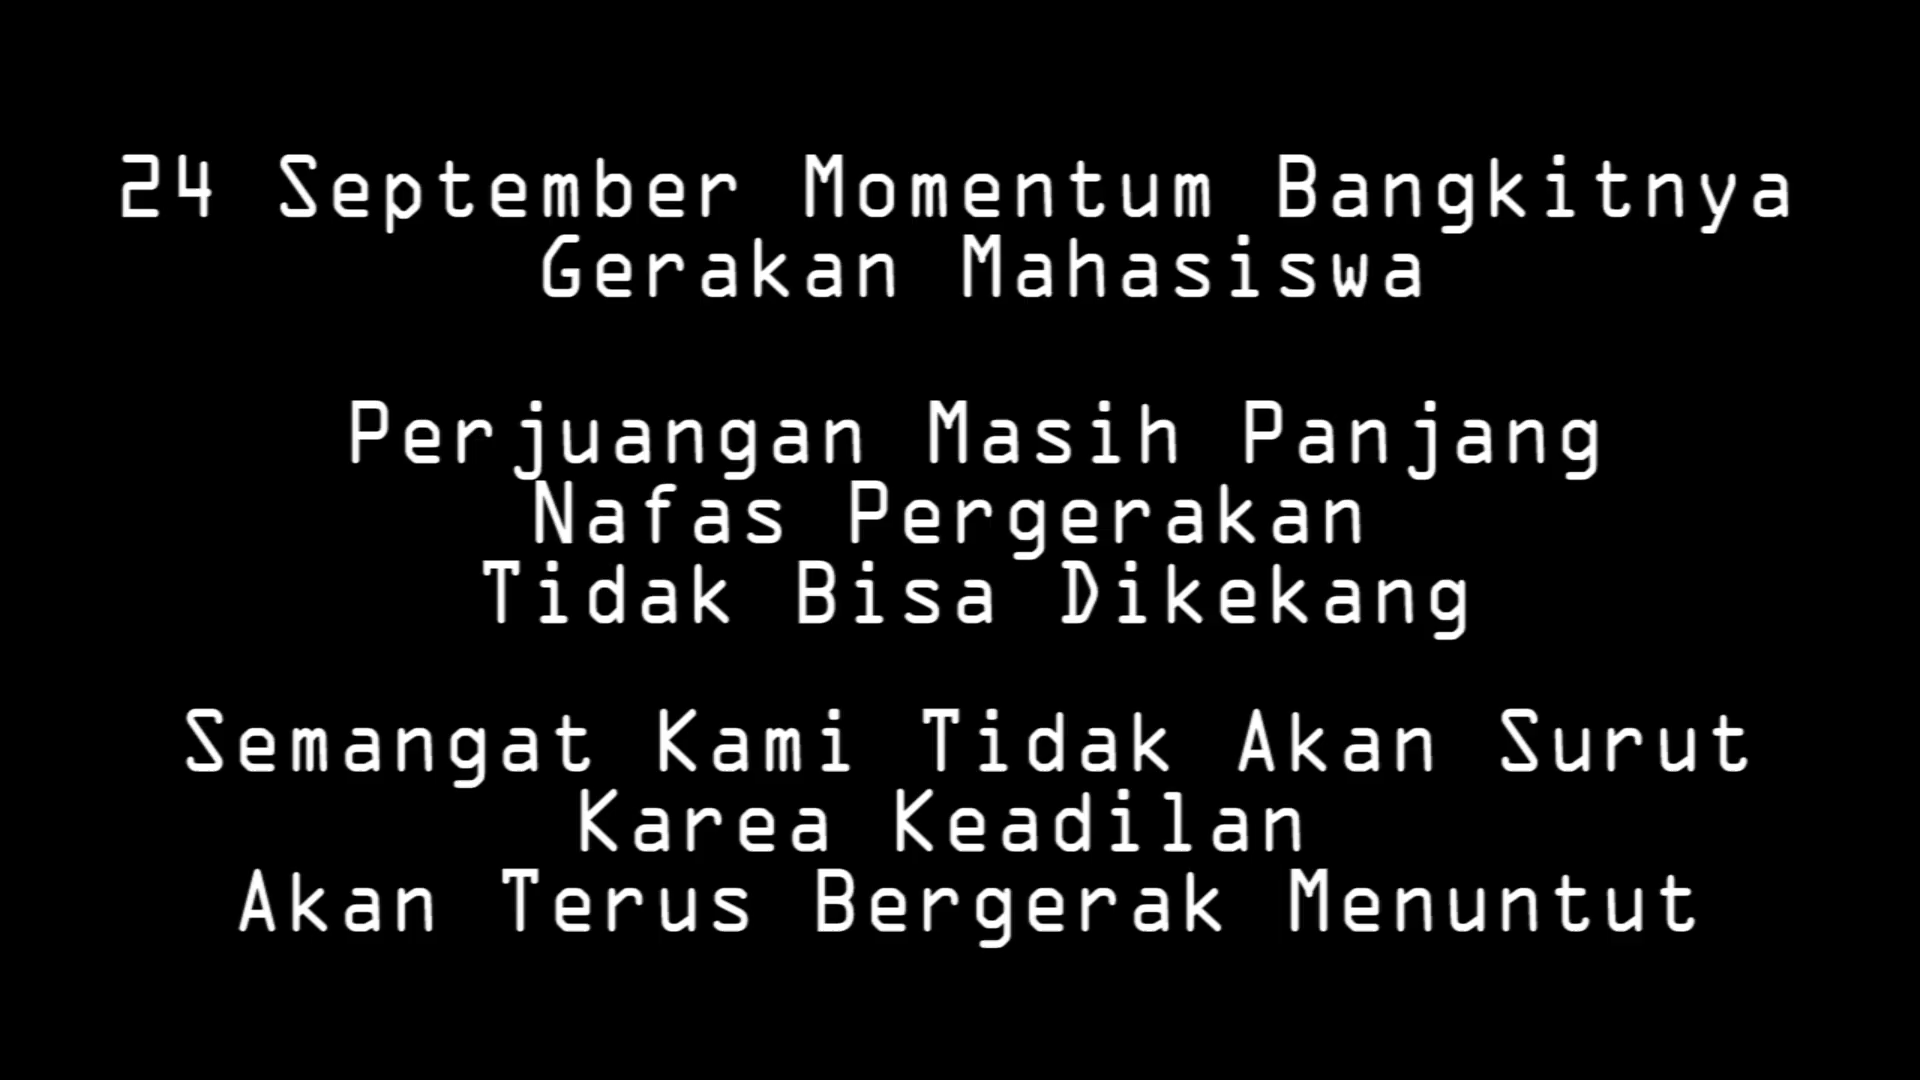 24 September Momentum Bangkitnya
Gerakan Mahasiswa
Perjuangan Masih Panjang
Nafas Pergerakan
Tidak Bisa Dikekang
Semangat Kami Tidak Akan Surut
Karea Keadilan
Akan Terus Bergerak Menuntut